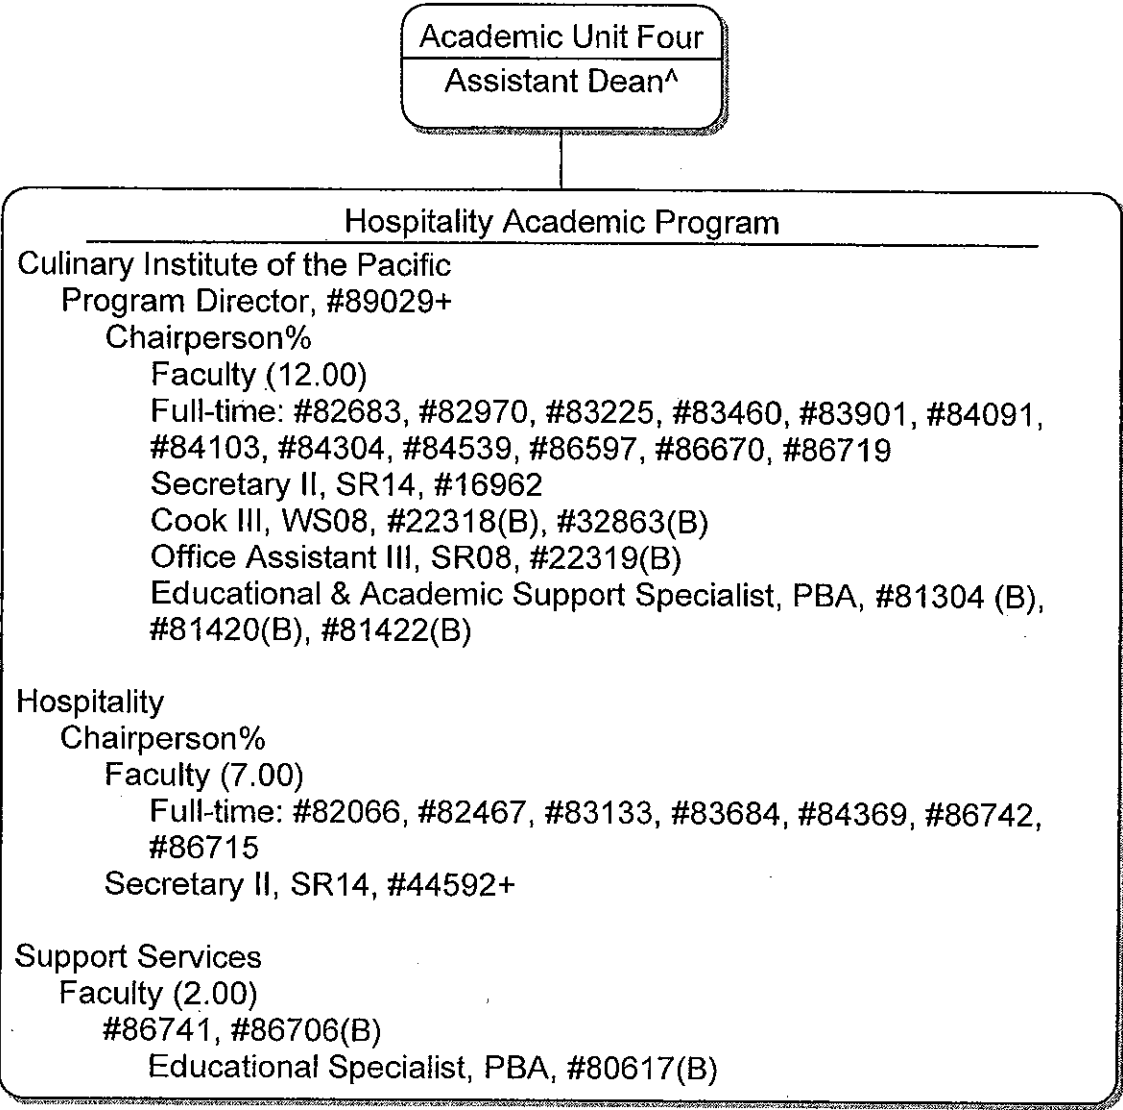 Academic Unit Four
Assistant Dean^
Hospitality Academic Program
Culinary Institute of the Pacific
Program Director, #89029+
Chairperson%
Faculty (12.00)
Full-time: #82683, #82970, #83225, #83460, #83901, #84091,
#84103, #84304, #84539, #86597, #86670, #86719
Secretary II, SR14, #16962
Cook III, WS08, #22318(B), #32863(B)
Office Assistant III, SR08, #22319(B)
Educational & Academic Support Specialist, PBA, #81304 (B),
#81420(B), #81422(B)
Hospitality
Chairperson%
Faculty (7.00)
Full-time: #82066, #82467, #83133, #83684, #84369, #86742,
#86715
Secretary II, SR14, #44592+
Support Services
Faculty (2.00)
#86741, #86706(B)
Educational Specialist, PBA, #80617(B)